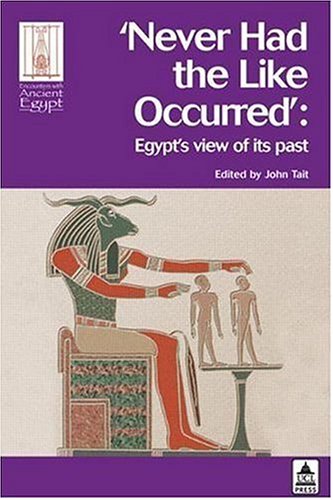 Encounters with
Ancient
Egypt
'Never Had
the Like
Occurred':
Egypt's view of its past
Edited by John Tait
UCL
PRESS